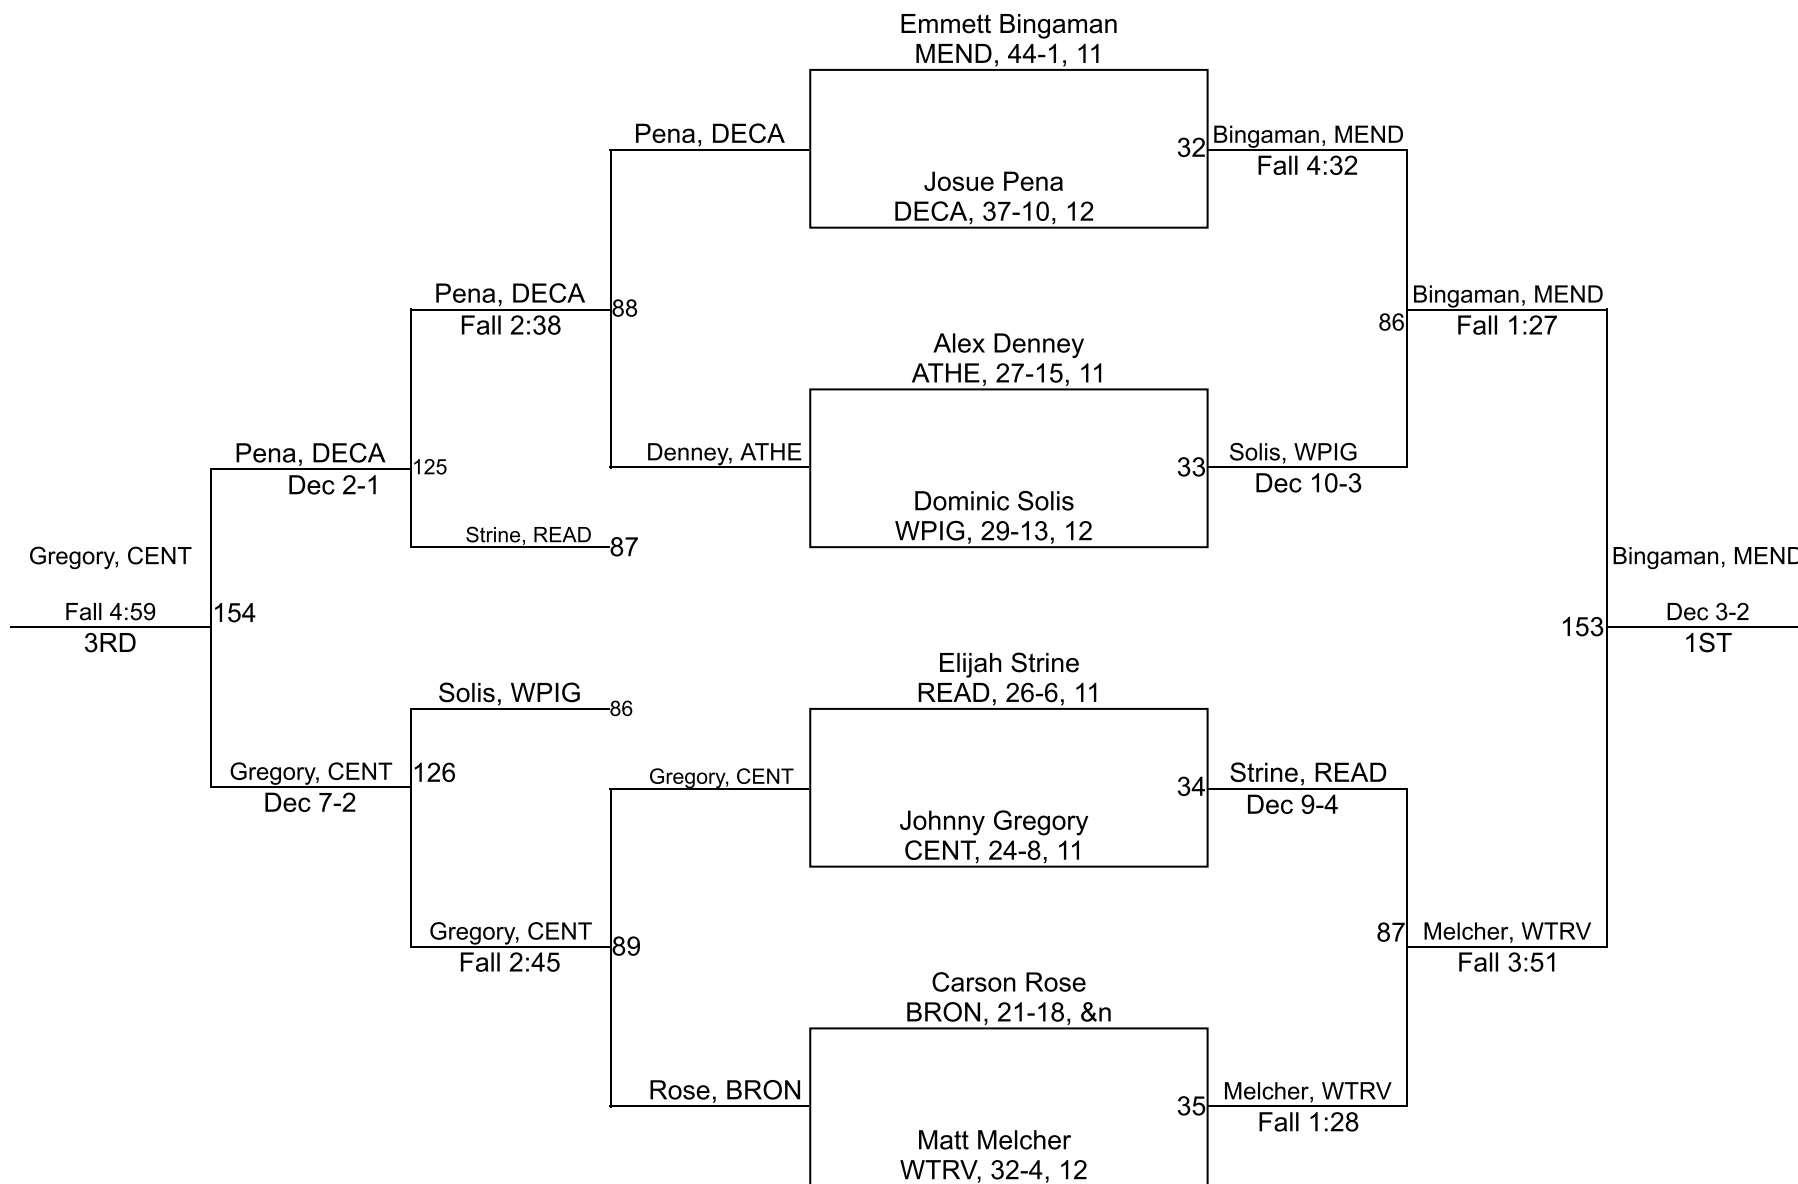 Emmett Bingaman
MEND, 44-1, 11
Pena, DECA
32
Bingaman, MEND
Fall 4:32
Josue Pena
DECA, 37-10, 12
Pena, DECA
Fall 2:38
88
Bingaman, MEND
Fall 1:27
86
Alex Denney
ATHE, 27-15, 11
Pena, DECA
Dec 2-1
125
Denney, ATHE
33
Solis, WPIG
Dec 10-3
Dominic Solis
WPIG, 29-13, 12
Strine, READ
87
Gregory, CENT
Fall 4:59
3RD
154
Bingaman, MEND
153
Dec 3-2
1ST
Elijah Strine
READ, 26-6, 11
Solis, WPIG
86
Gregory, CENT
Dec 7-2
126
Gregory, CENT
34
Strine, READ
Dec 9-4
Johnny Gregory
CENT, 24-8, 11
Gregory, CENT
Fall 2:45
89
87
Melcher, WTRV
Fall 3:51
Carson Rose
BRON, 21-18, &n
Rose, BRON
35
Melcher, WTRV
Fall 1:28
Matt Melcher
WTRV, 32-4, 12